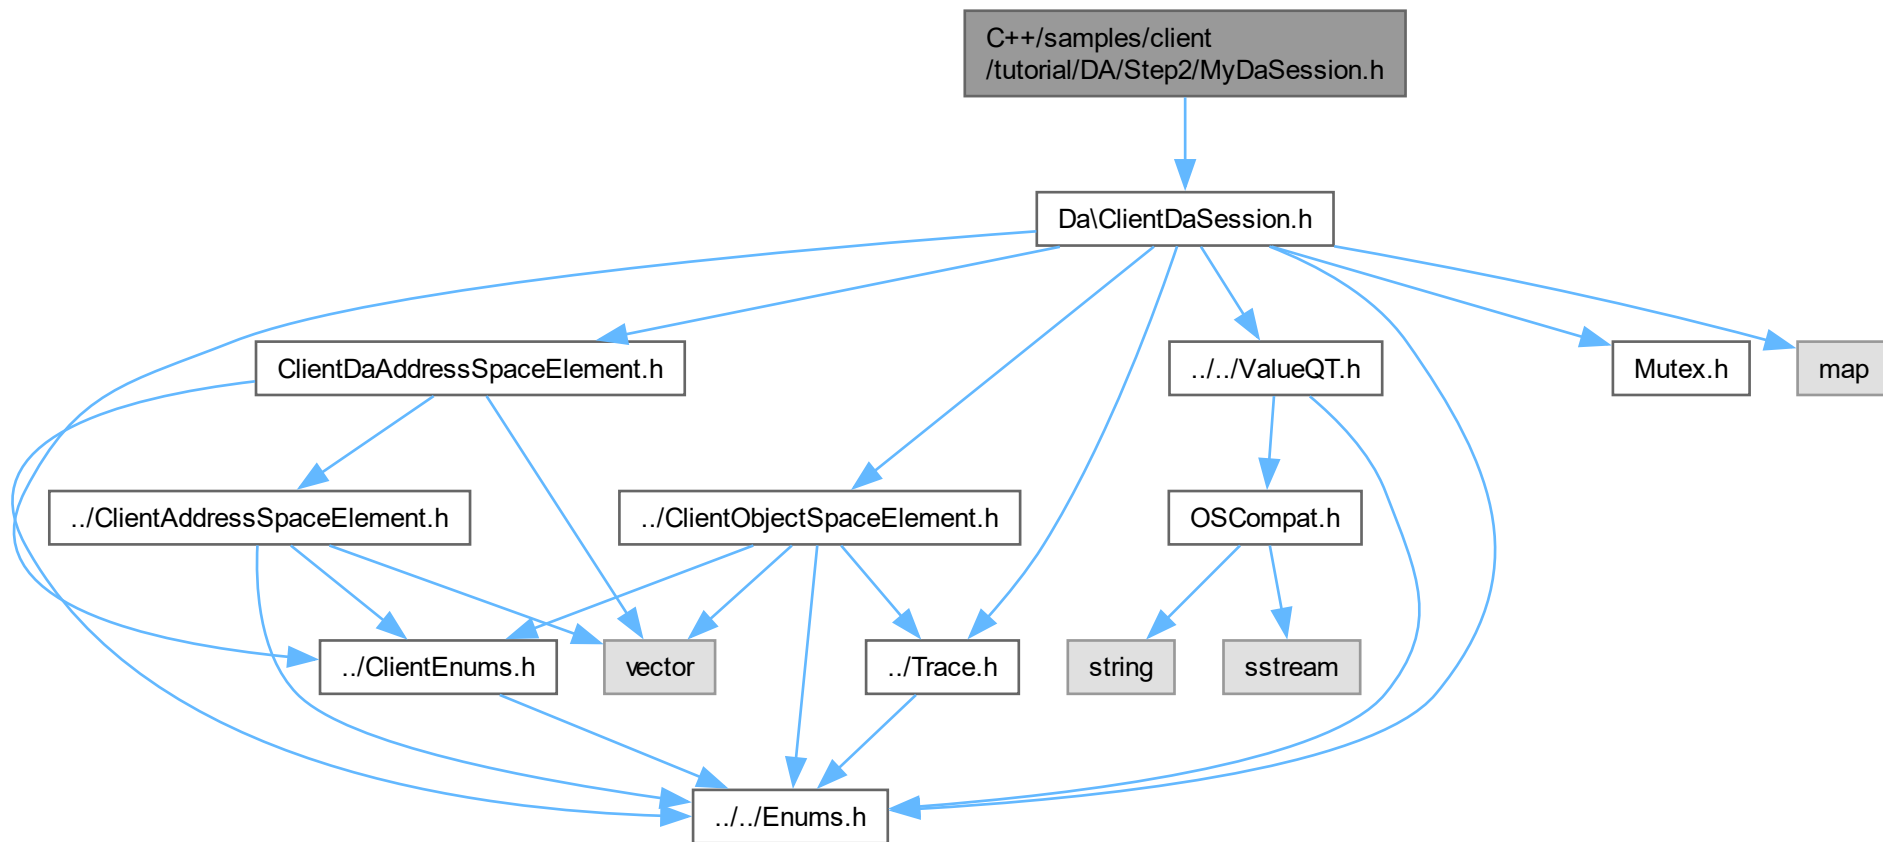 C++/samples/client
/tutorial/DA/Step2/MyDaSession.h
Da\ClientDaSession.h
ClientDaAddressSpaceElement.h
../../ValueQT.h
Mutex.h
map
../ClientAddressSpaceElement.h
../ClientObjectSpaceElement.h
OSCompat.h
../ClientEnums.h
vector
../Trace.h
string
sstream
../../Enums.h